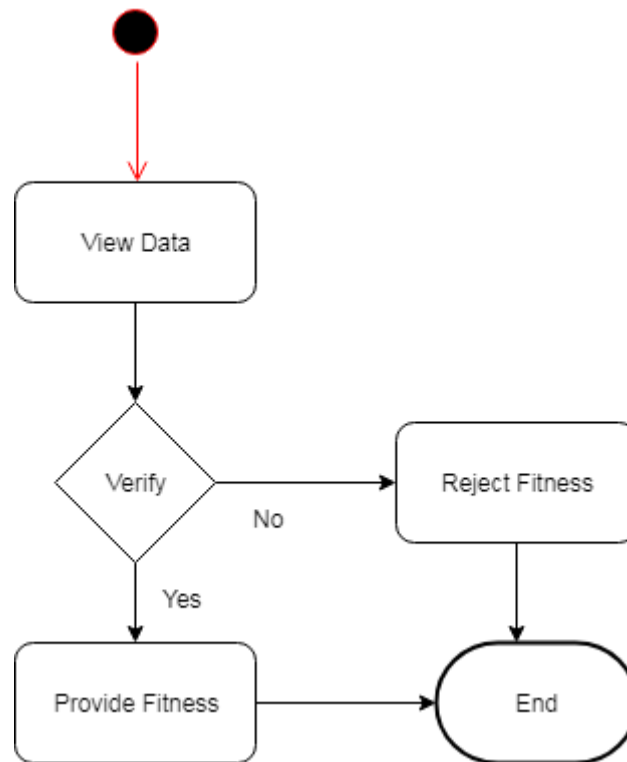 View Data
Verify
No
Reject Fitness
Yes
Provide Fitness
End